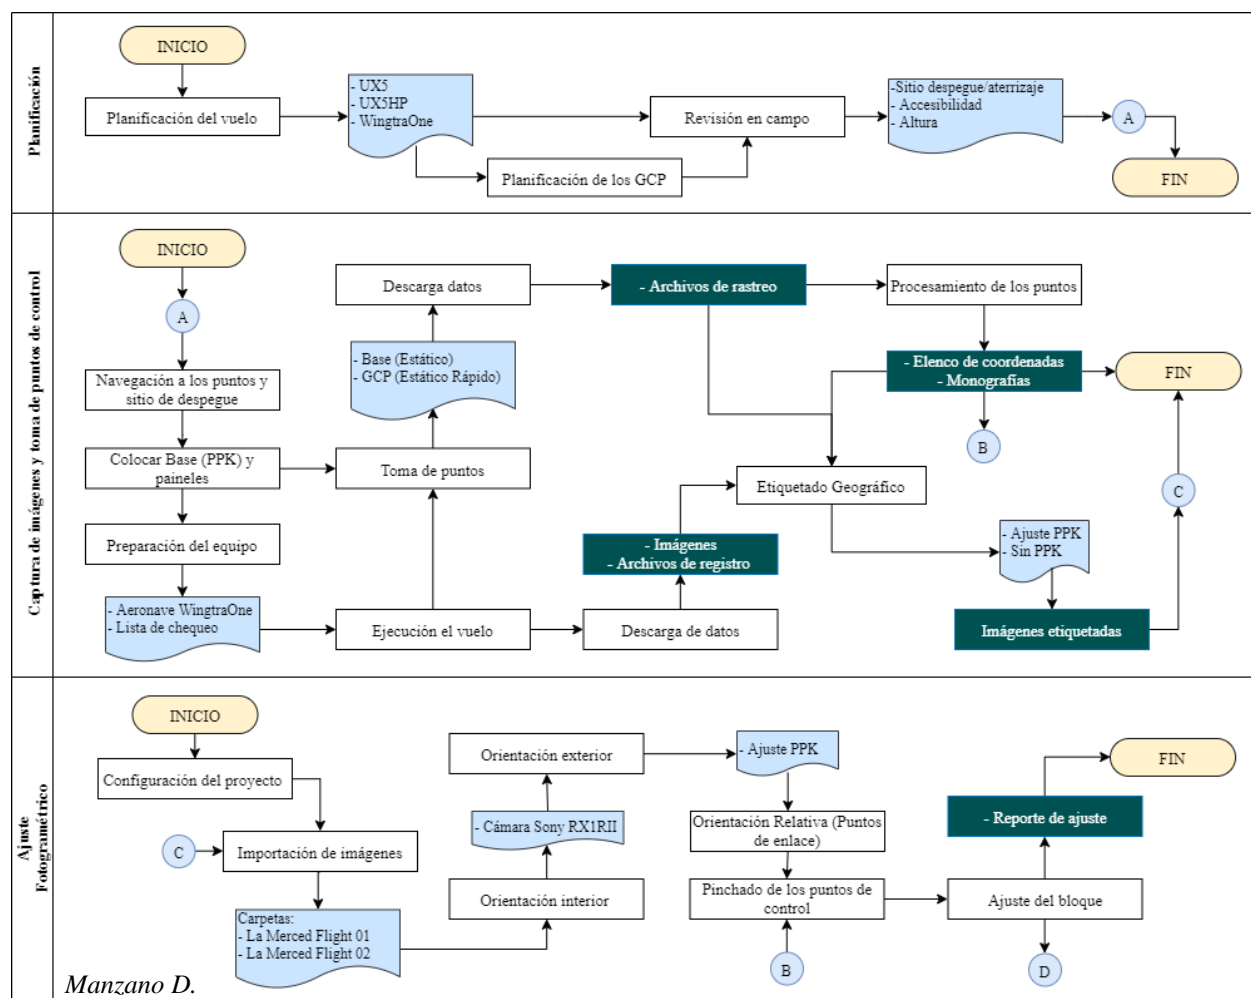 Planificación
INICIO
Planificación del vuelo
- UX5
- UX5HP
- WingtraOne
Planificación de los GCP
Revisión en campo
-Sitio despegue/aterrizaje
- Accesibilidad
- Altura
A
FIN
Captura de imágenes y toma de puntos de control
INICIO
A
Navegación a los puntos y
sitio de despegue
Colocar Base (PPK) y
paineles
Preparación del equipo
- Aeronave WingtraOne
- Lista de chequeo
Descarga datos
- Base (Estático)
- GCP (Estático Rápido)
Toma de puntos
Ejecución el vuelo
- Archivos de rastreo
- Imágenes
- Archivos de registro
Descarga de datos
Etiquetado Geográfico
Procesamiento de los puntos
- Elenco de coordenadas
- Monografías
B
FIN
C
- Ajuste PPK
- Sin PPK
Imágenes etiquetadas
Ajuste
Fotogramétrico
INICIO
Configuración del proyecto
C
Importación de imágenes
Carpetas:
- La Merced Flight 01
- La Merced Flight 02
Orientación exterior
- Cámara Sony RX1RII
Orientación interior
- Ajuste PPK
Orientación Relativa (Puntos
de enlace)
Pinchado de los puntos de
control
B
FIN
- Reporte de ajuste
Ajuste del bloque
D
Manzano D.